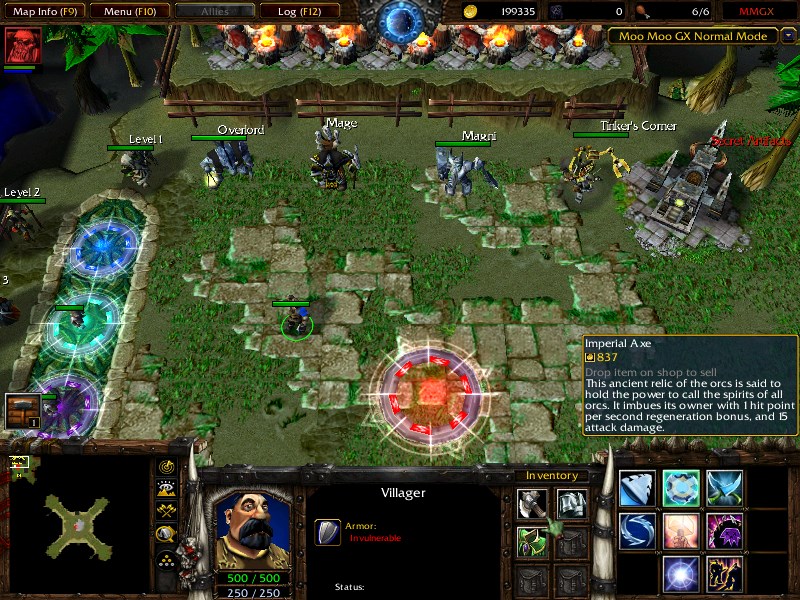 Map Info (F9)
Menu (F10)
Allies
Log (F12)
199335
0
6/6
MMGX
Moo Moo GX Normal Mode
Level 1
Overlord
Mage
Magni
Tinker's Corner
Secret Artifacts
Level 2
3
Imperial Axe
837
Drop item on shop to sell
This ancient relic of the orcs is said to
hold the power to call the spirits of all
orcs. It imbues its owner with 1 hit point
per second regeneration bonus, and 15
attack damage.
1
Villager
Armor:
Invulnerable
Status:
500 / 500
250 / 250
Inventory